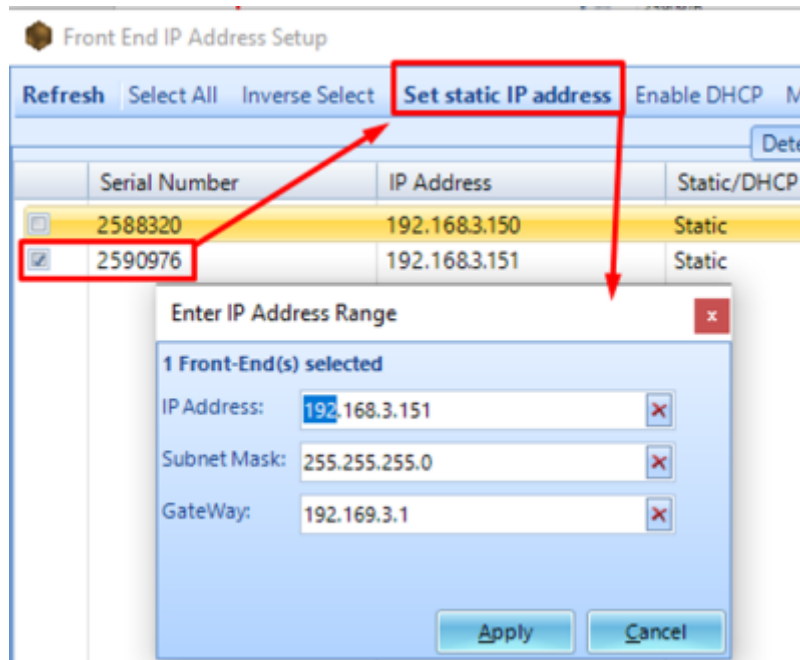 Front End IP Address Setup
Refresh Select All Inverse Select Set static IP address Enable DHCP M
Dete
Serial Number IP Address Static/DHCP
2588320 192.168.3.150 Static
2590976 192.168.3.151 Static
Enter IP Address Range
1 Front-End(s) selected
IP Address: 192.168.3.151
Subnet Mask: 255.255.255.0
GateWay: 192.169.3.1
Apply Cancel